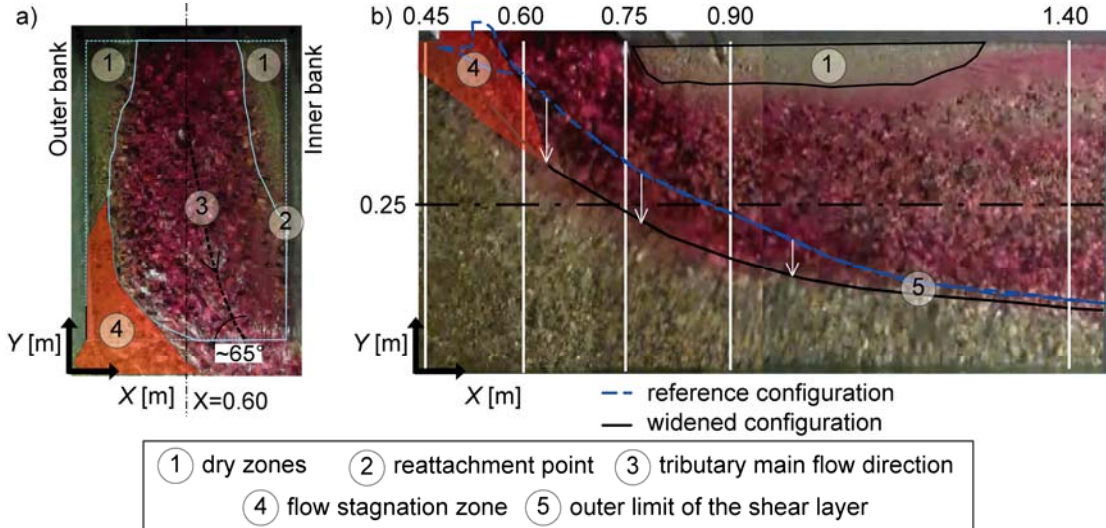 a)
Outer bank
1
1
Inner bank
3
2
4
~65°
Y [m]
X [m]
X=0.60
b)
0.45 0.60 0.75 0.90 1.40
4
1
0.25
5
Y [m]
X [m]
reference configuration
widened configuration
1 dry zones 2 reattachment point 3 tributary main flow direction
4 flow stagnation zone 5 outer limit of the shear layer